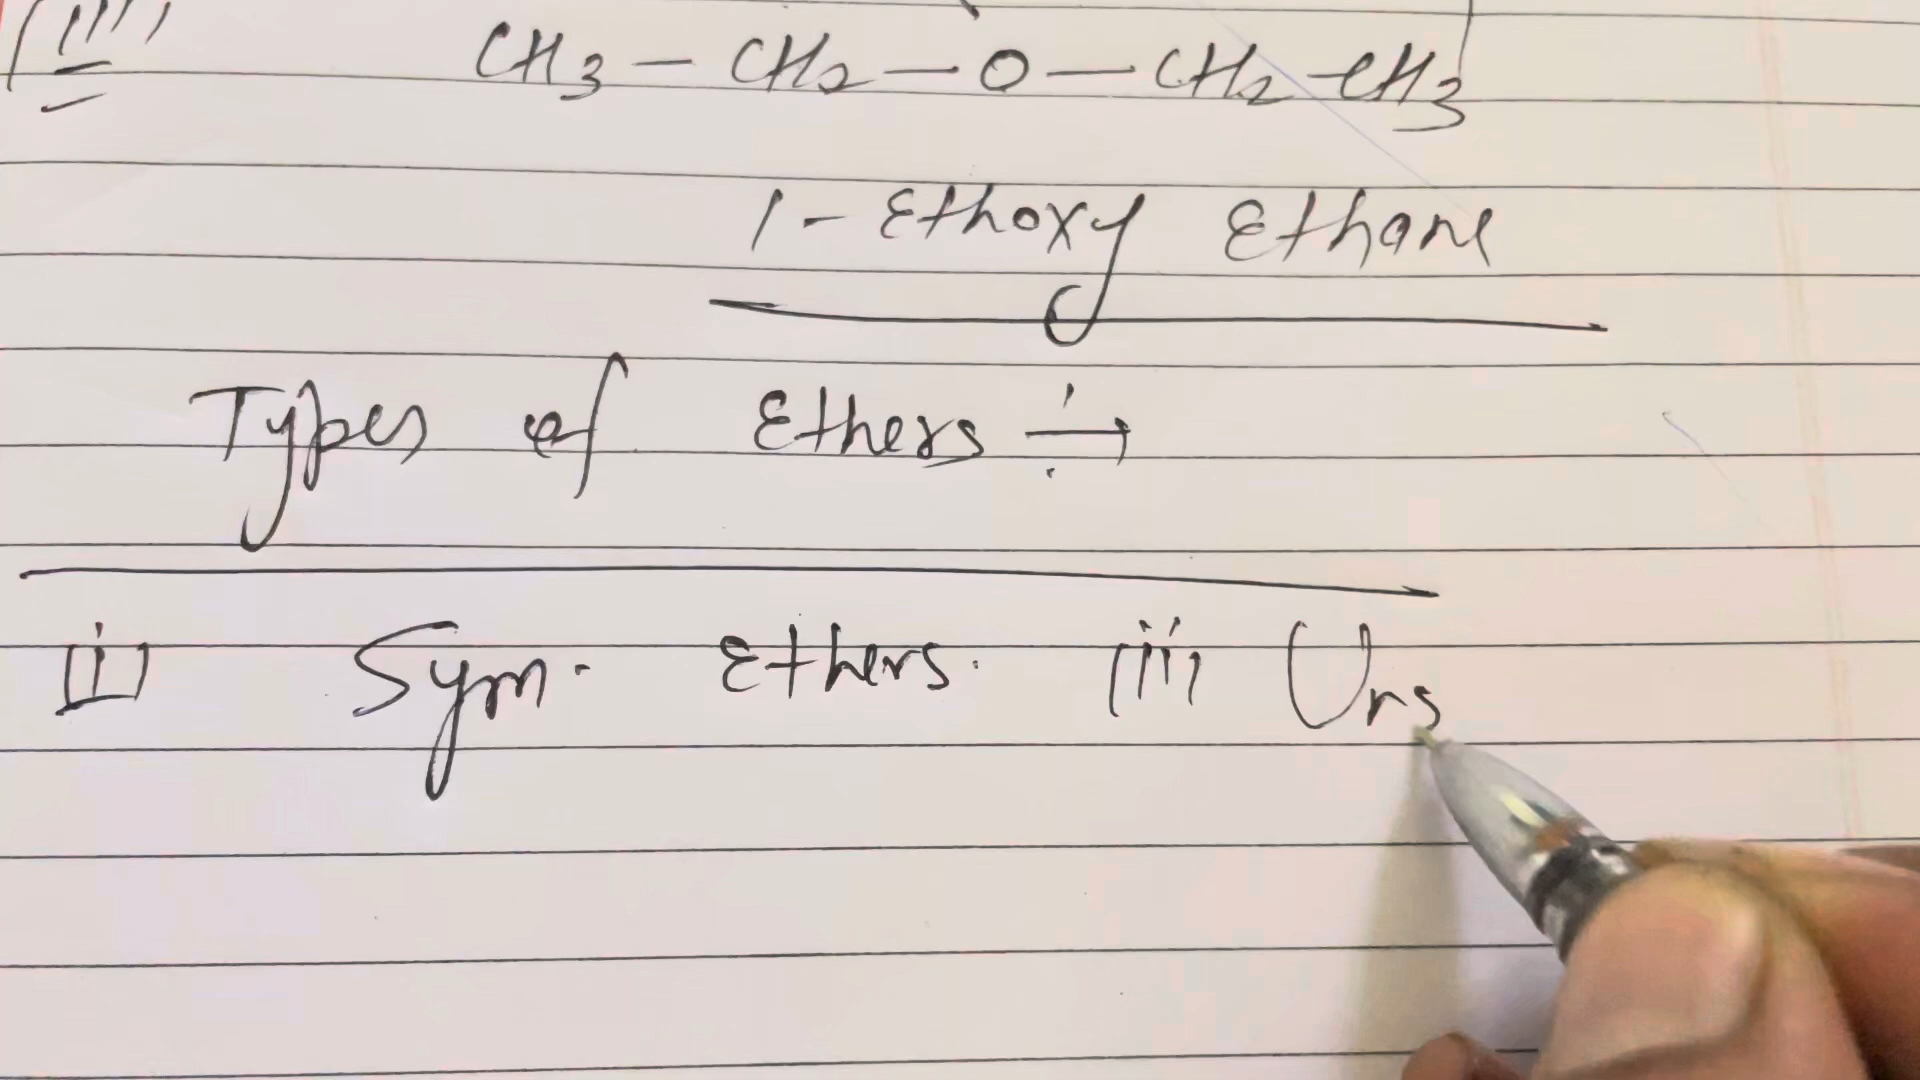 (iii) CH3 - CH2 - O - CH2 - CH3
1 - Ethoxy Ethane
Types of Ethers ÷→
(i) Sym. Ethers. (ii) Uns